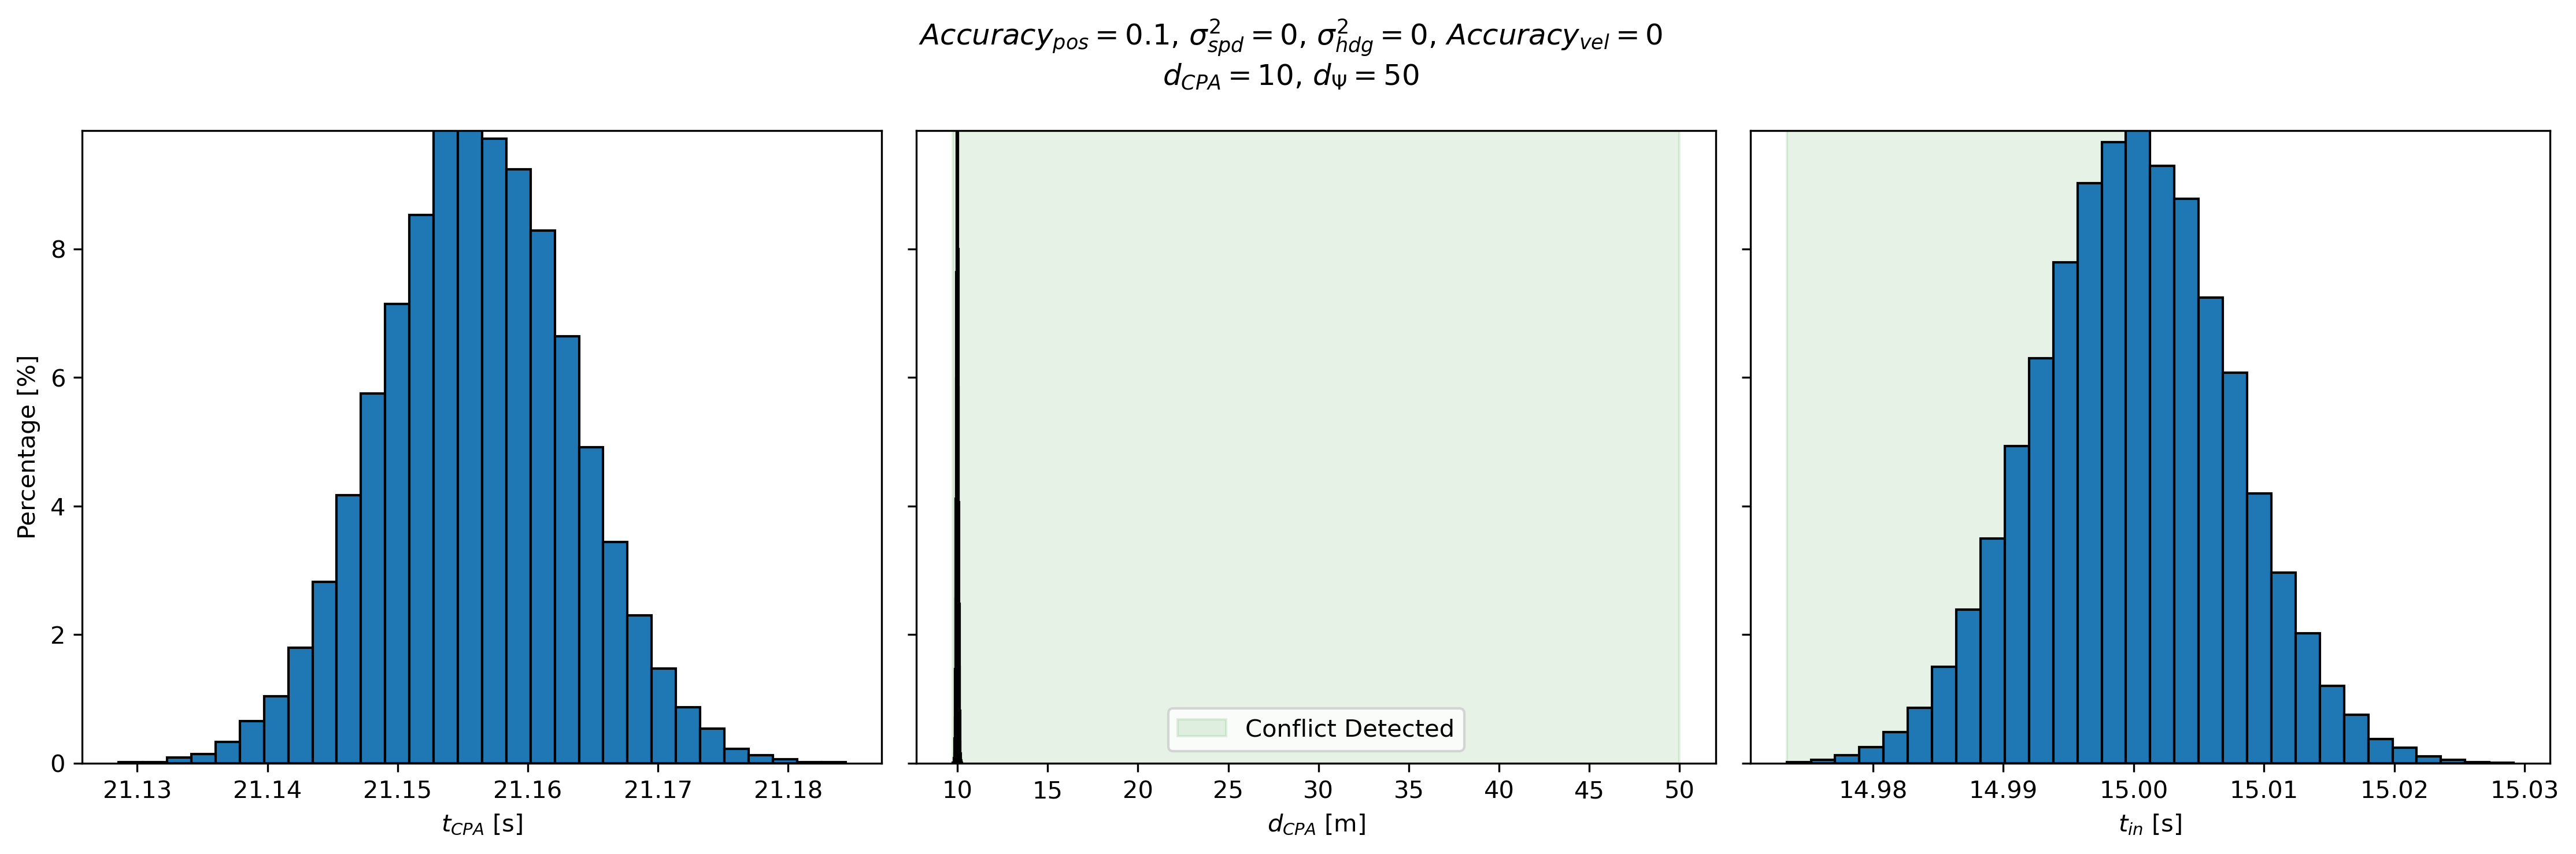 Accuracy_pos = 0.1, σ²_spd = 0, σ²_hdg = 0, Accuracy_vel = 0
d_CPA = 10, d_ψ = 50
Percentage [%]
8
6
4
2
0
21.13 21.14 21.15 21.16 21.17 21.18
t_CPA [s]
Conflict Detected
10 15 20 25 30 35 40 45 50
d_CPA [m]
14.98 14.99 15.00 15.01 15.02 15.03
t_in [s]